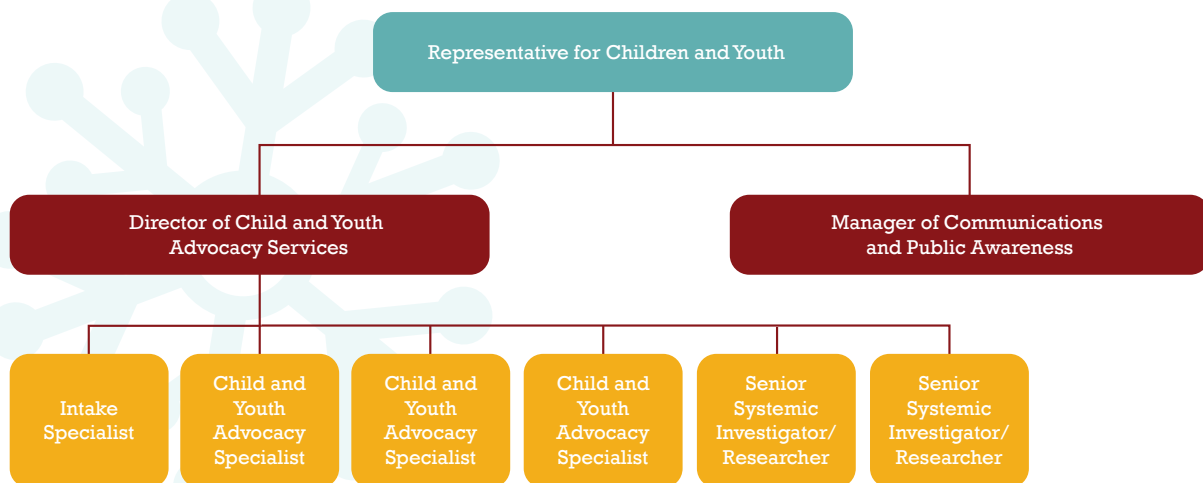 Representative for Children and Youth
Director of Child and Youth
Advocacy Services
Manager of Communications
and Public Awareness
Intake
Specialist
Child and
Youth
Advocacy
Specialist
Child and
Youth
Advocacy
Specialist
Child and
Youth
Advocacy
Specialist
Senior
Systemic
Investigator/
Researcher
Senior
Systemic
Investigator/
Researcher